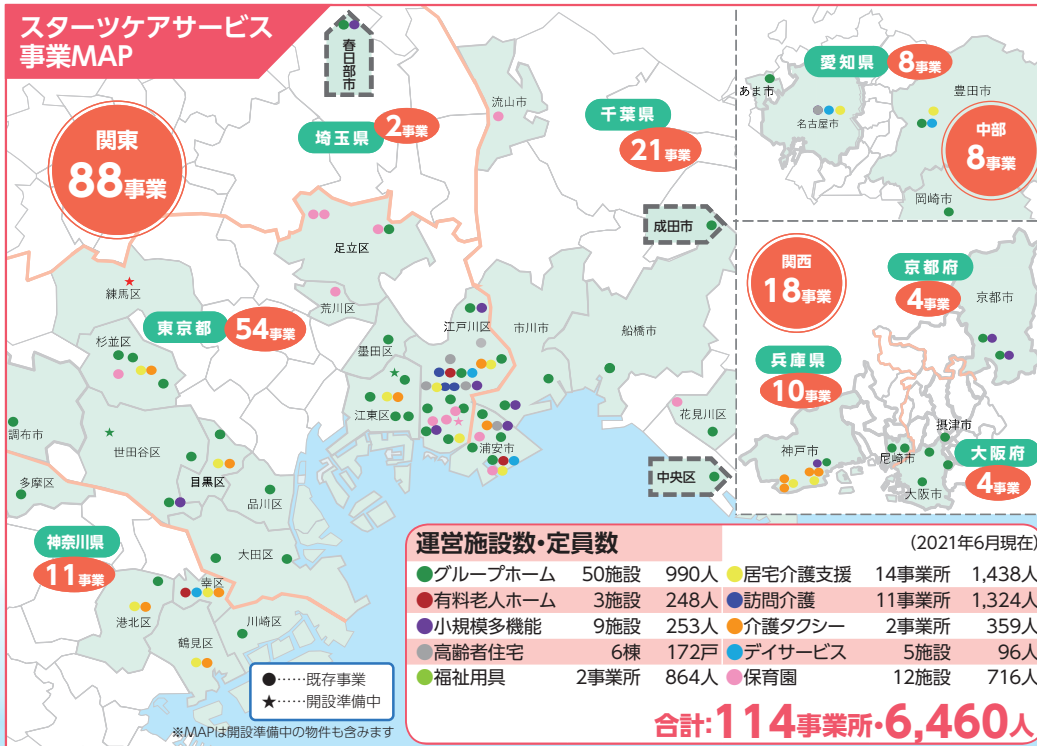 スターツケアサービス
事業MAP
関東
88事業
春日部市
埼玉県
2事業
流山市
千葉県
21事業
成田市
足立区
荒川区
練馬区
東京都
54事業
杉並区
墨田区
江戸川区
市川市
船橋市
江東区
浦安市
花見川区
中央区
調布市
世田谷区
多摩区
目黒区
品川区
大田区
神奈川県
11事業
幸区
港北区
鶴見区
川崎区
●……既存事業
★……開設準備中
※MAPは開設準備中の物件も含みます
愛知県
8事業
あま市
名古屋市
豊田市
中部
8事業
岡崎市
関西
18事業
京都府
4事業
京都市
兵庫県
10事業
神戸市
尼崎市
摂津市
大阪府
4事業
大阪市
運営施設数・定員数
(2021年6月現在)
●グループホーム 50施設 990人
●居宅介護支援 14事業所 1,438人
●有料老人ホーム 3施設 248人
●訪問介護 11事業所 1,324人
●小規模多機能 9施設 253人
●介護タクシー 2事業所 359人
●高齢者住宅 6棟 172戸
●デイサービス 5施設 96人
●福祉用具 2事業所 864人
●保育園 12施設 716人
合計:114事業所・6,460人